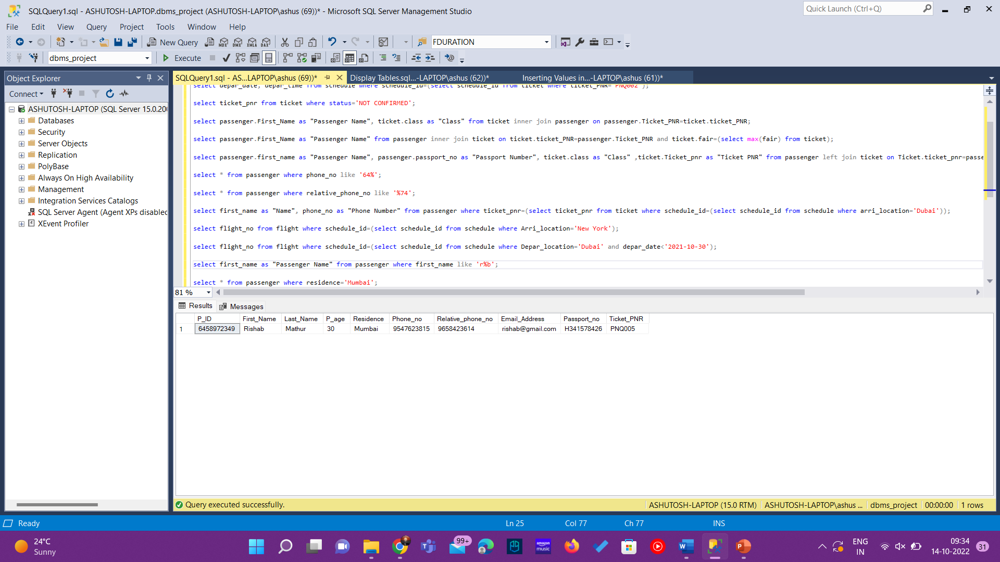 SQLQuery1.sql - ASHUTOSH-LAPTOP.dbms_project (ASHUTOSH-LAPTOP\ashus (69))* - Microsoft SQL Server Management Studio
Quick Launch (Ctrl+Q)
File Edit View Query Project Tools Window Help
New Query
MDX DMX XMLA DAX
FDURATION
dbms_project
Execute
Object Explorer
SQLQuery1.sql - AS...LAPTOP\ashus (69))*
Display Tables.sql...-LAPTOP\ashus (62))*
Inserting Values in...-LAPTOP\ashus (61))*
Connect
ASHUTOSH-LAPTOP (SQL Server 15.0.200
Databases
Security
Server Objects
Replication
PolyBase
Always On High Availability
Management
Integration Services Catalogs
SQL Server Agent (Agent XPs disabled
XEvent Profiler
select depar_date, depar_time from schedule where schedule_id=(select schedule_id from ticket where ticket_PNR='PNQ002');
select ticket_pnr from ticket where status='NOT CONFIRMED';
select passenger.First_Name as "Passenger Name", ticket.class as "Class" from ticket inner join passenger on passenger.Ticket_PNR=ticket.ticket_PNR;
select passenger.First_Name as "Passenger Name" from passenger inner join ticket on ticket.ticket_PNR=passenger.Ticket_PNR and ticket.fair=(select max(fair) from ticket);
select passenger.first_name as "Passenger Name", passenger.passport_no as "Passport Number", ticket.class as "Class" ,ticket.Ticket_pnr as "Ticket PNR" from passenger left join ticket on Ticket.ticket_pnr=passe
select * from passenger where phone_no like '64%';
select * from passenger where relative_phone_no like '%74';
select first_name as "Name", phone_no as "Phone Number" from passenger where ticket_pnr=(select ticket_pnr from ticket where schedule_id=(select schedule_id from schedule where arri_location='Dubai'));
select flight_no from flight where schedule_id=(select schedule_id from schedule where Arri_location='New York');
select flight_no from flight where schedule_id=(select schedule_id from schedule where Depar_location='Dubai' and depar_date<'2021-10-30');
select first_name as "Passenger Name" from passenger where first_name like 'r%b';
select * from passenger where residence='Mumbai';
81 %
Results Messages
P_ID First_Name Last_Name P_age Residence Phone_no Relative_phone_no Email_Address Passport_no Ticket_PNR
1 6458972349 Rishab Mathur 30 Mumbai 9547623815 9658423614 rishab@gmail.com H341578426 PNQ005
Query executed successfully.
ASHUTOSH-LAPTOP (15.0 RTM) ASHUTOSH-LAPTOP\ashus ... dbms_project 00:00:00 1 rows
Ready
Ln 25
Col 77
Ch 77
INS
24°C
Sunny
99+
amazon music
ENG
IN
09:34
14-10-2022
31